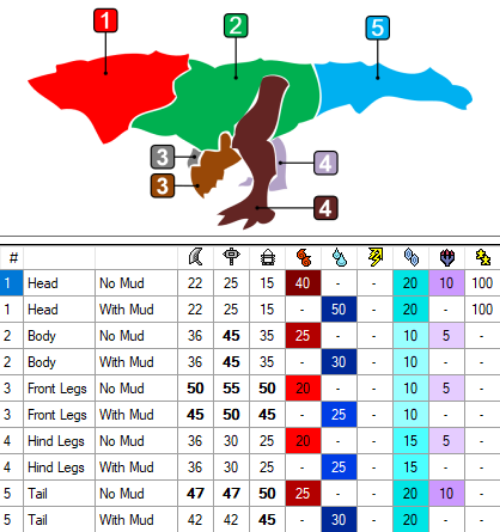 1
2
5
3
4
3
4
#
1 Head No Mud 22 25 15 40 - - 20 10 100
1 Head With Mud 22 25 15 - 50 - 20 - 100
2 Body No Mud 36 45 35 25 - - 10 5 -
2 Body With Mud 36 45 35 - 30 - 10 - -
3 Front Legs No Mud 50 55 50 20 - - 10 5 -
3 Front Legs With Mud 45 50 45 - 25 - 10 - -
4 Hind Legs No Mud 36 30 25 20 - - 15 5 -
4 Hind Legs With Mud 36 30 25 - 25 - 15 - -
5 Tail No Mud 47 47 50 25 - - 20 10 -
5 Tail With Mud 42 42 45 - 30 - 20 - -